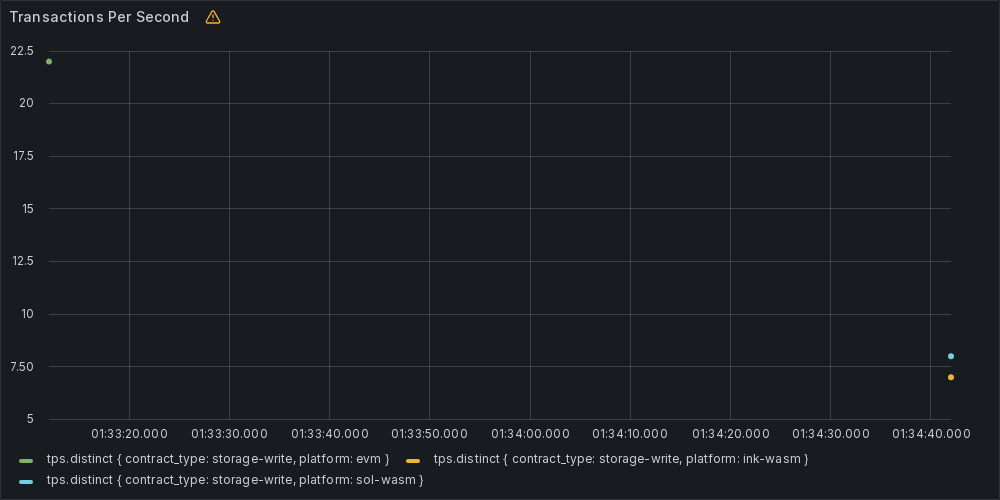 Transactions Per Second
22.5
20
17.5
15
12.5
10
7.50
5
01:33:20.000 01:33:30.000 01:33:40.000 01:33:50.000 01:34:00.000 01:34:10.000 01:34:20.000 01:34:30.000 01:34:40.000
tps.distinct { contract_type: storage-write, platform: evm } tps.distinct { contract_type: storage-write, platform: ink-wasm }
tps.distinct { contract_type: storage-write, platform: sol-wasm }